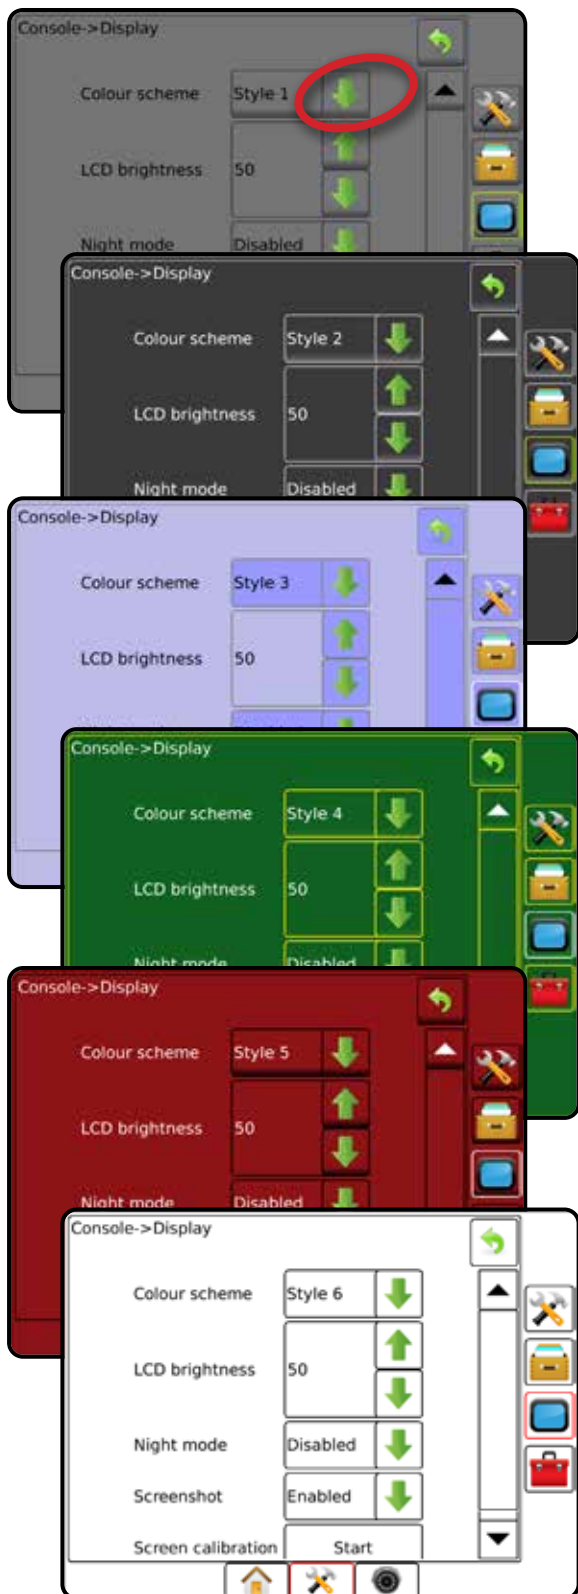 Console->Display
Colour scheme Style 1
LCD brightness 50
Night mode Disabled
Console->Display
Colour scheme Style 2
LCD brightness 50
Night mode Disabled
Console->Display
Colour scheme Style 3
LCD brightness 50
Console->Display
Colour scheme Style 4
LCD brightness 50
Night mode Disabled
Console->Display
Colour scheme Style 5
LCD brightness 50
Night mode Disabled
Console->Display
Colour scheme Style 6
LCD brightness 50
Night mode Disabled
Screenshot Enabled
Screen calibration Start